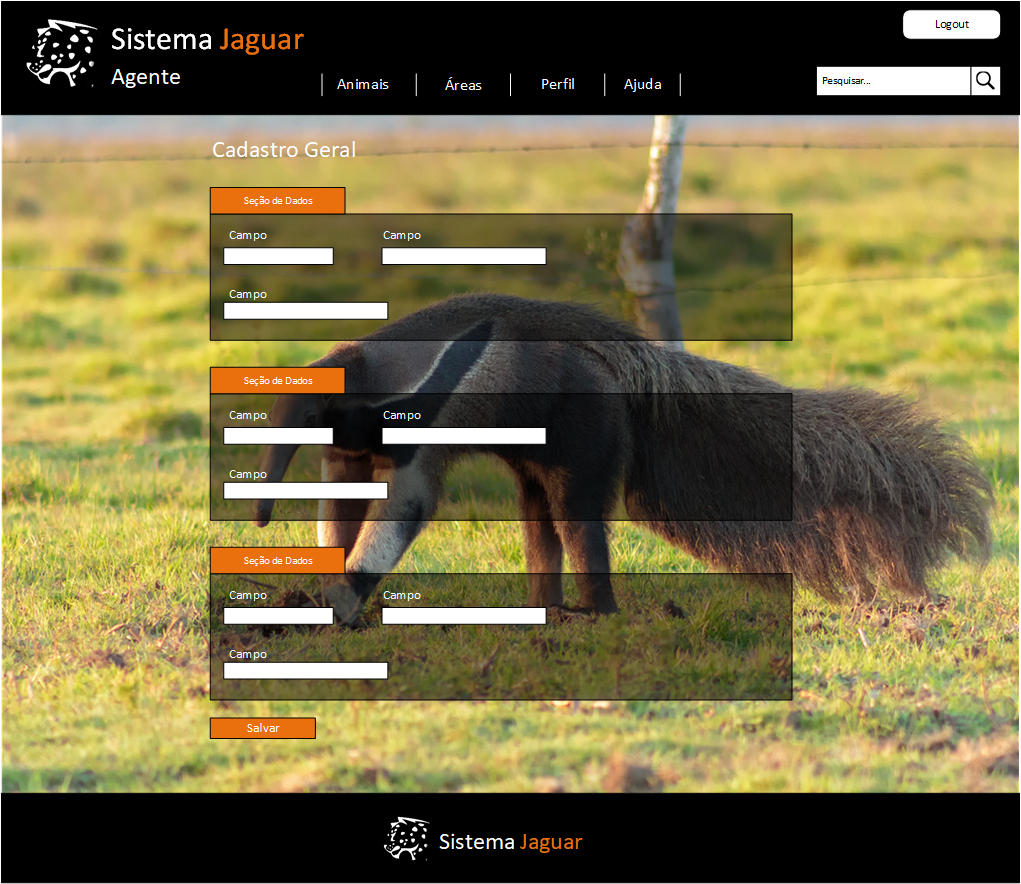 Sistema Jaguar
Agente
Logout
Animais
Áreas
Perfil
Ajuda
Pesquisar...
Cadastro Geral
Seção de Dados
Campo
Campo
Campo
Seção de Dados
Campo
Campo
Campo
Seção de Dados
Campo
Campo
Campo
Salvar
Sistema Jaguar